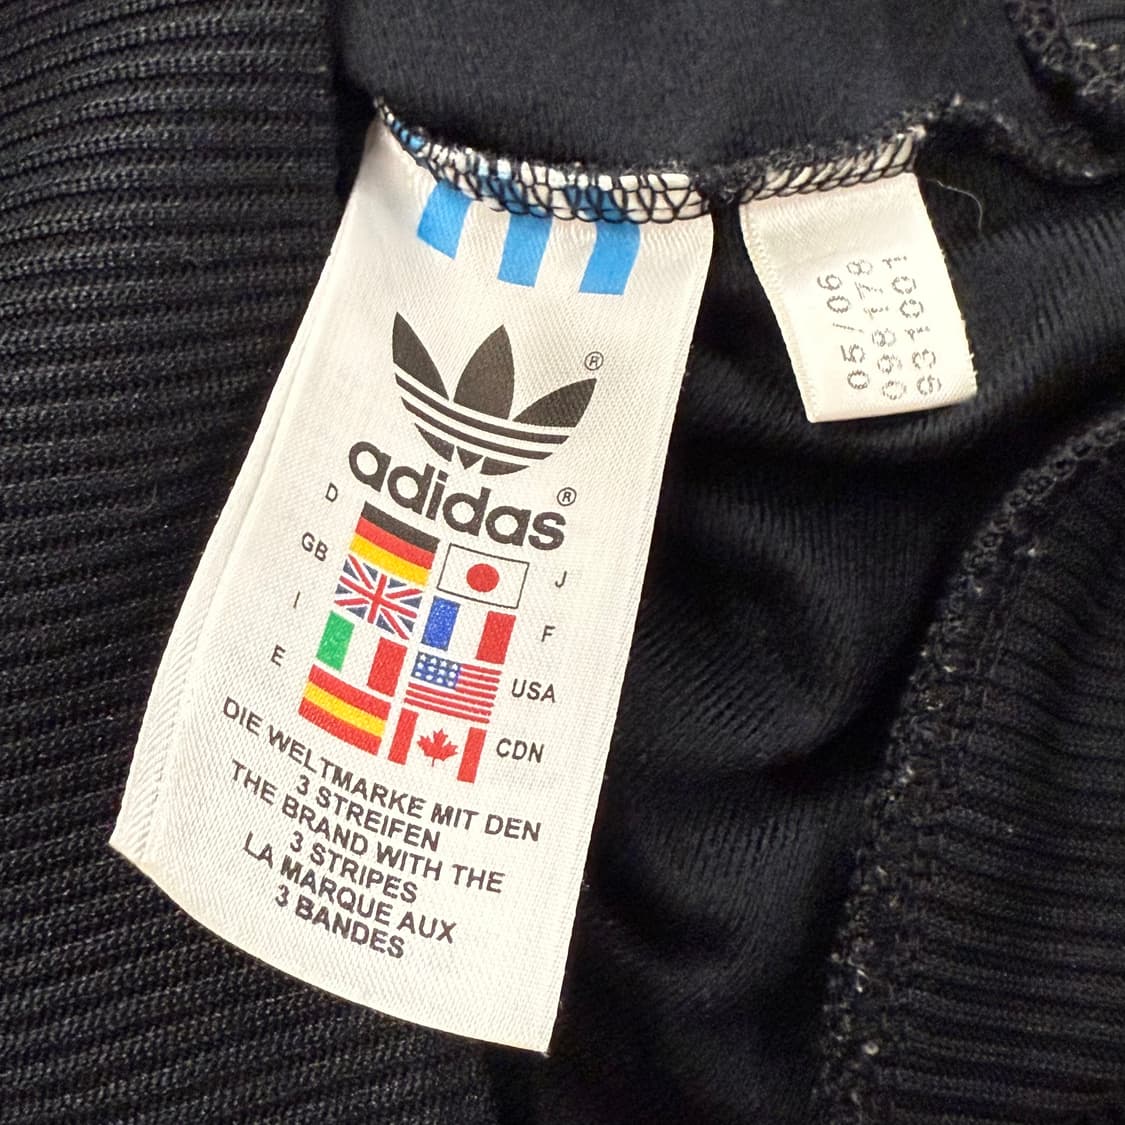 ®
adidas®
D
J
GB
F
I
USA
E
CDN
DIE WELTMARKE MIT DEN
3 STREIFEN
THE BRAND WITH THE
3 STRIPES
LA MARQUE AUX
3 BANDES
05/06
098178
931001